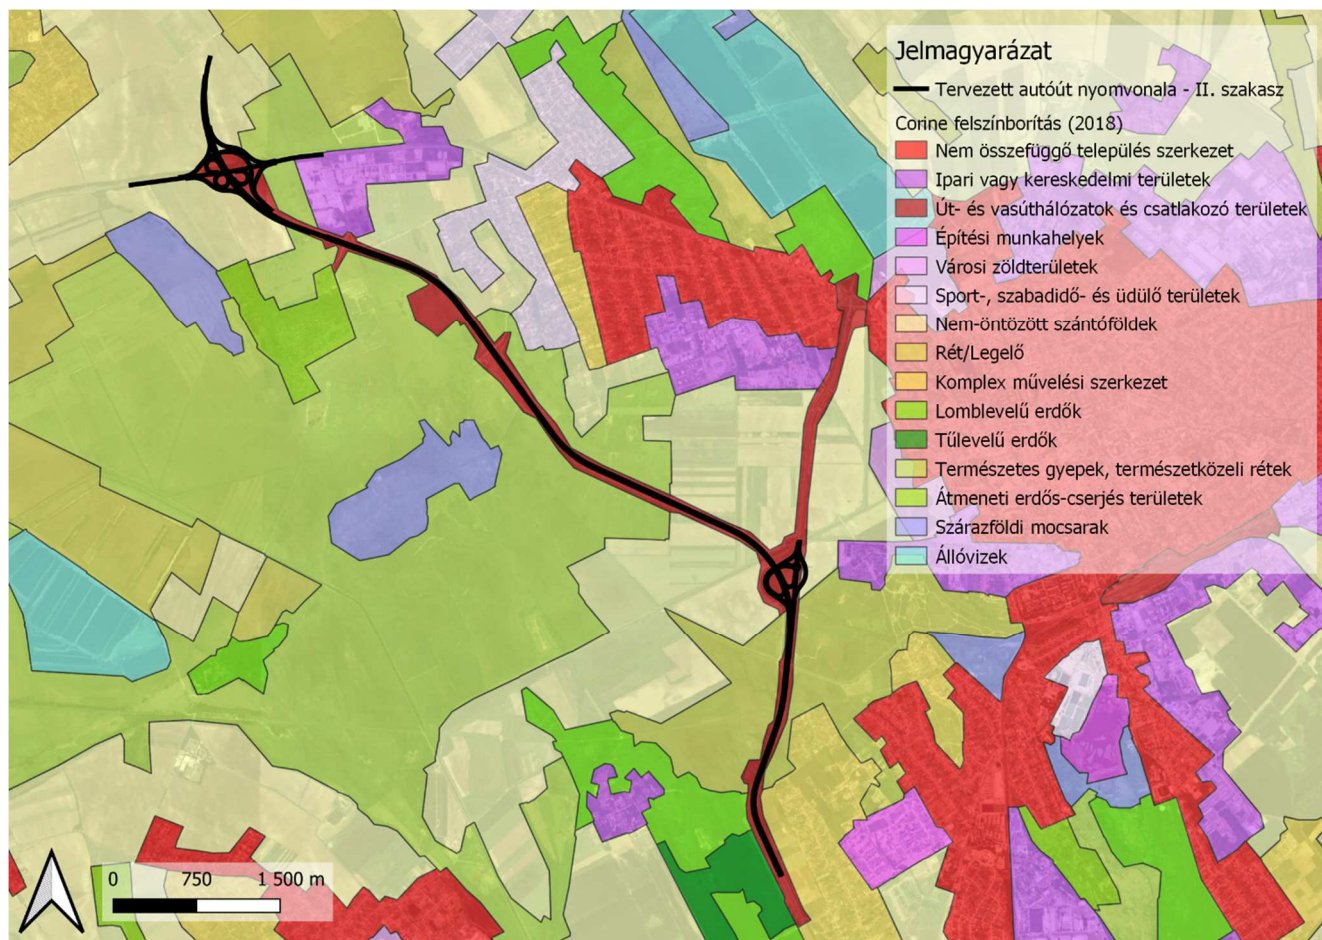 Jelmagyarázat
Tervezett autóút nyomvonala - II. szakasz
Corine felszínborítás (2018)
Nem összefüggő település szerkezet
Ipari vagy kereskedelmi területek
Út- és vasúthálózatok és csatlakozó területek
Építési munkahelyek
Városi zöldterületek
Sport-, szabadidő- és üdülő területek
Nem-öntözött szántóföldek
Rét/Legelő
Komplex művelési szerkezet
Lomblevelű erdők
Tűlevelű erdők
Természetes gyepek, természetközeli rétek
Átmeneti erdős-cserjés területek
Szárazföldi mocsarak
Állóvizek
0 750 1 500 m